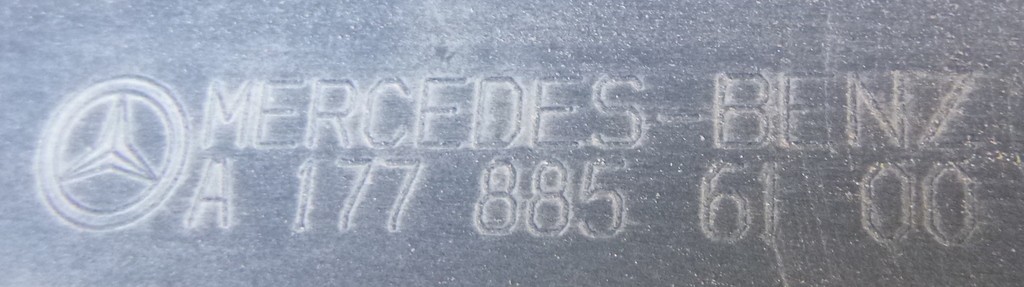 MERCEDES-BENZ
A 177 885 61 00